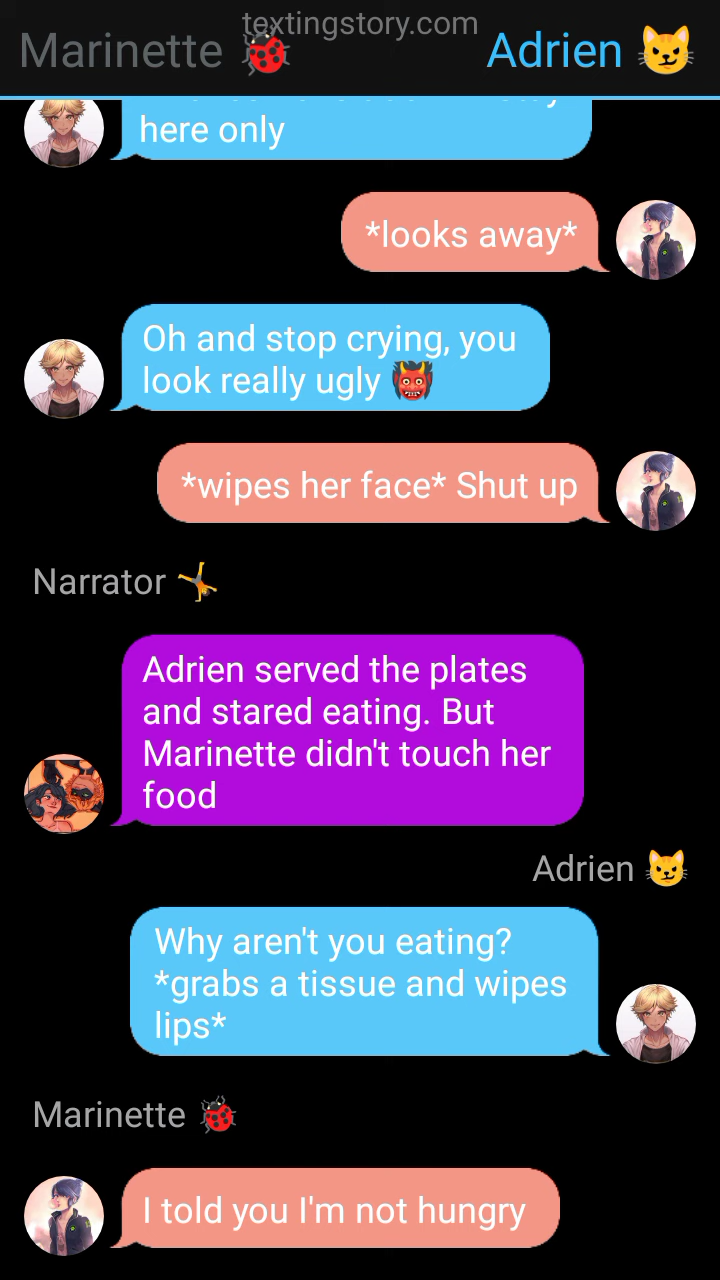 textingstory.com
Marinette 🐞 Adrien 😼
here only
*looks away*
Oh and stop crying, you
look really ugly 👹
*wipes her face* Shut up
Narrator 🤸
Adrien served the plates
and stared eating. But
Marinette didn't touch her
food
Adrien 😼
Why aren't you eating?
*grabs a tissue and wipes
lips*
Marinette 🐞
I told you I'm not hungry